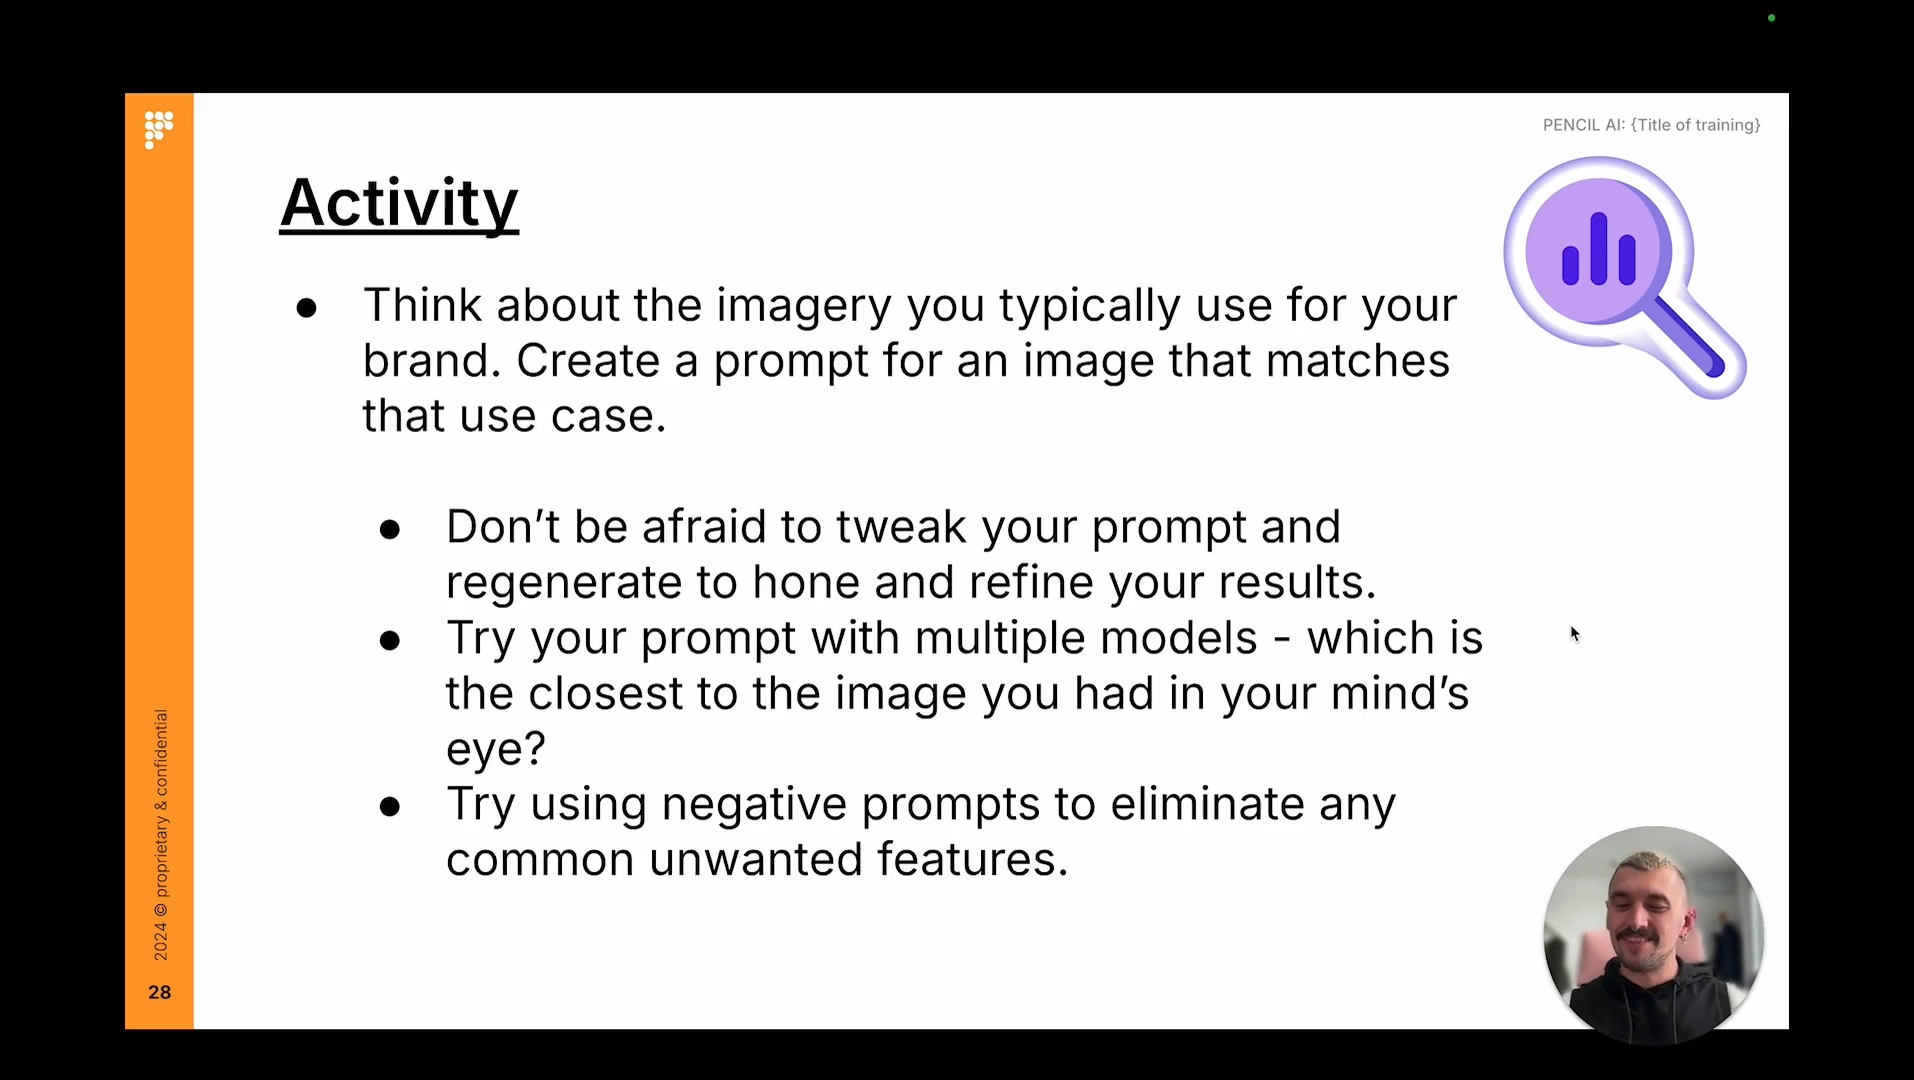 PENCIL AI: {Title of training}
Activity
● Think about the imagery you typically use for your
brand. Create a prompt for an image that matches
that use case.
● Don’t be afraid to tweak your prompt and
regenerate to hone and refine your results.
● Try your prompt with multiple models - which is
the closest to the image you had in your mind’s
eye?
● Try using negative prompts to eliminate any
common unwanted features.
2024 © proprietary & confidential
28